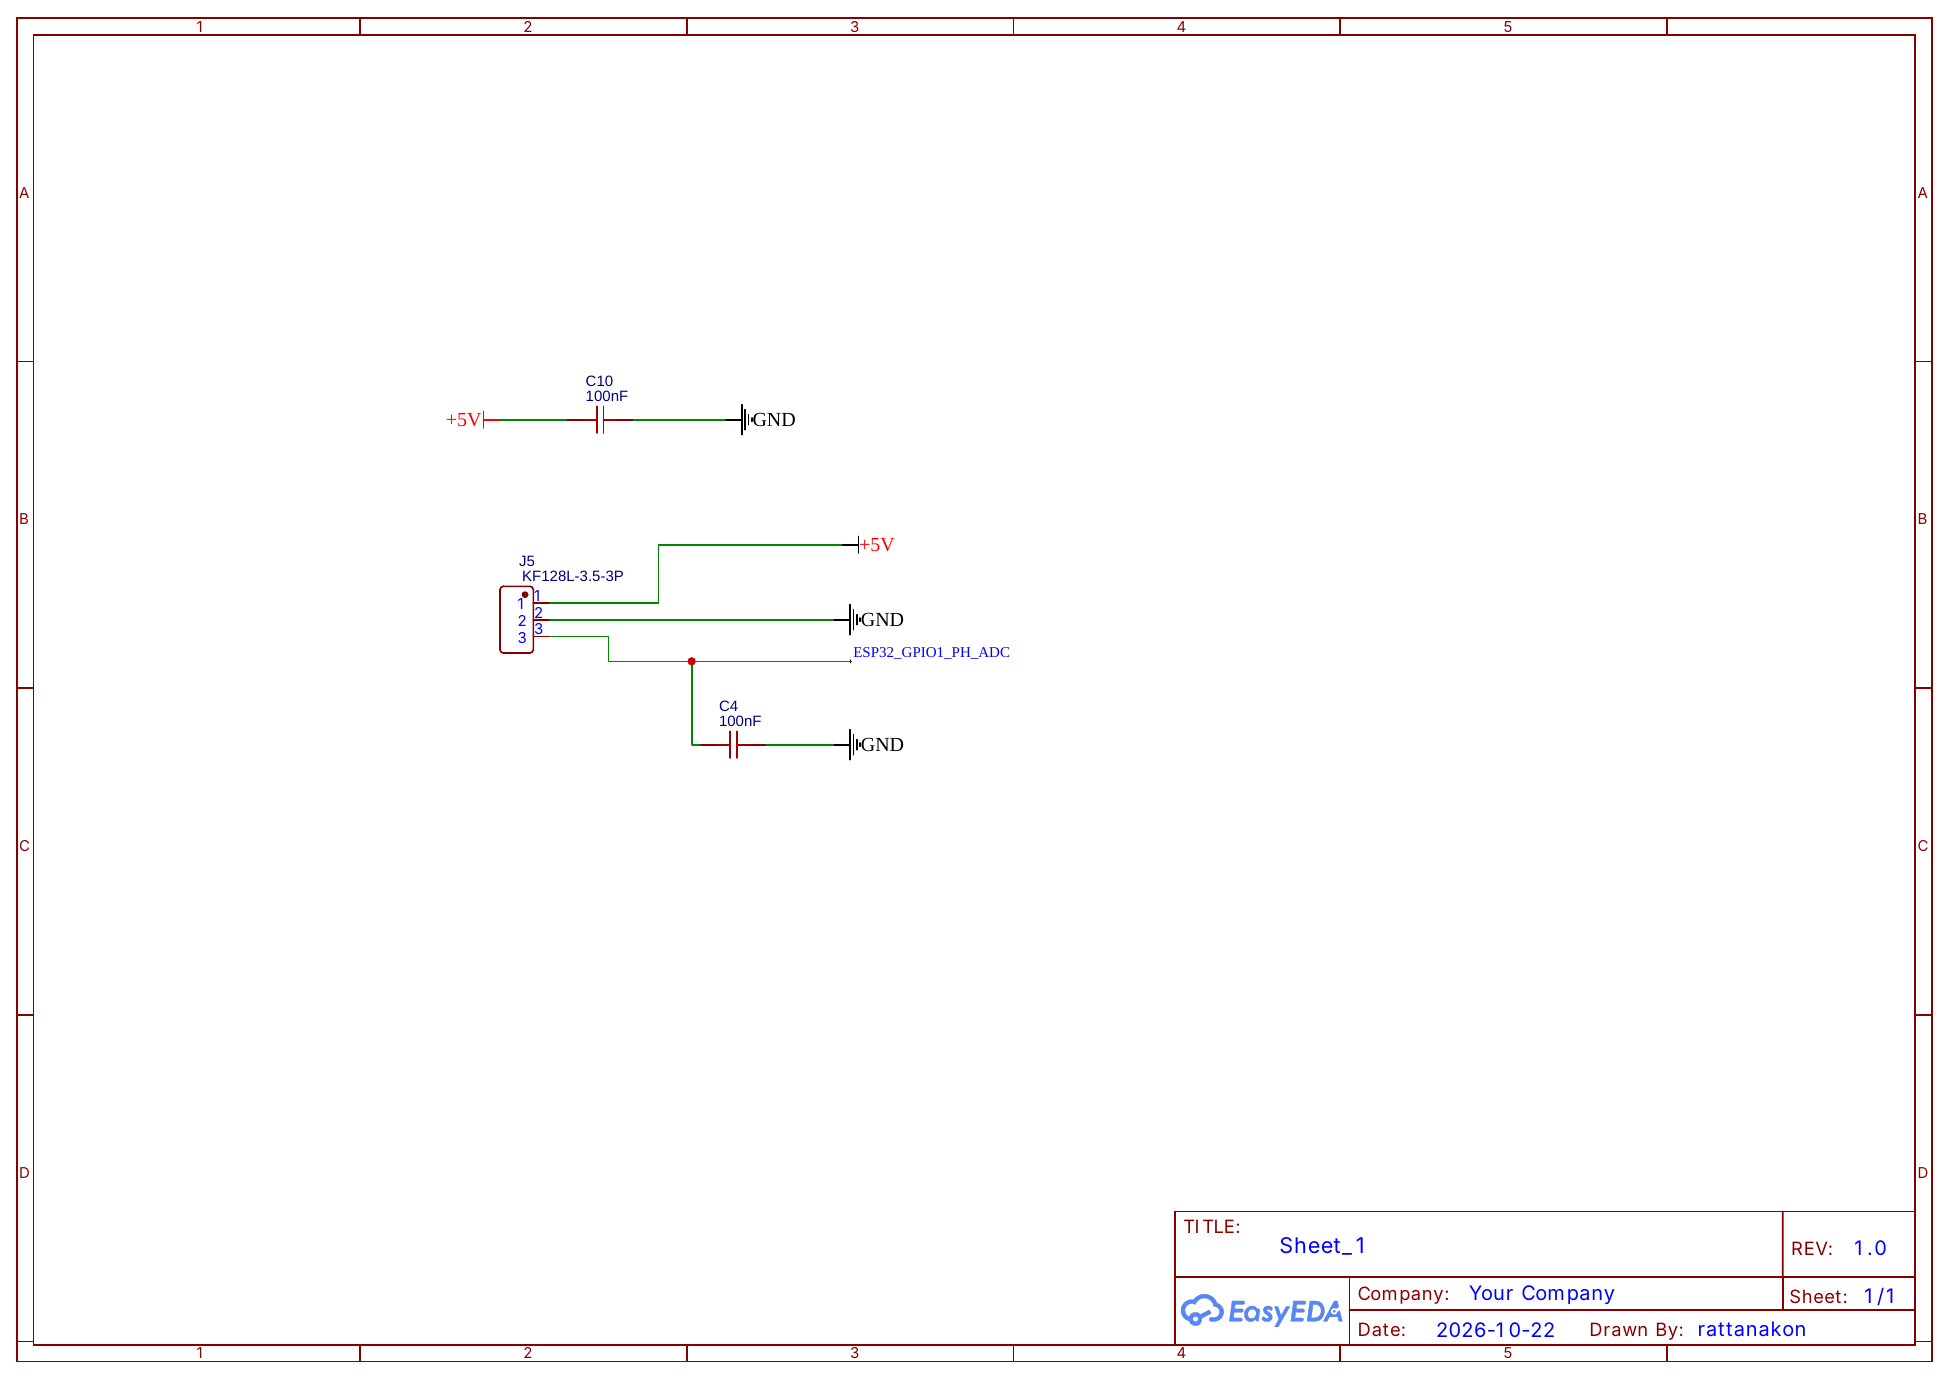 1 2 3 4 5
A A
C10
100nF
+5V GND
B B
+5V
J5
KF128L-3.5-3P
1 1
2 2
3 3
GND
ESP32_GPIO1_PH_ADC
C4
100nF
GND
C C
D D
TITLE:
Sheet_1
REV: 1.0
EasyEDA
Company: Your Company
Sheet: 1/1
Date: 2026-10-22 Drawn By: rattanakon
1 2 3 4 5